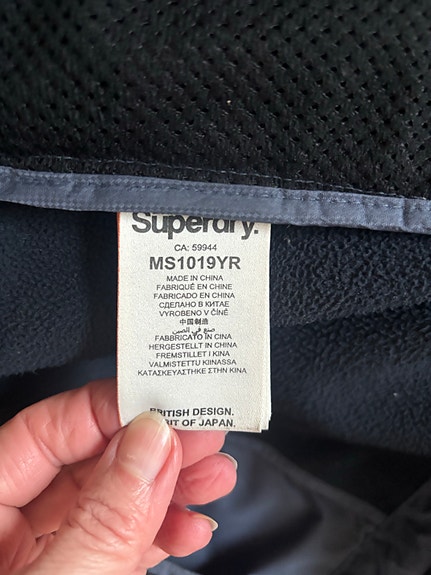 Superdry.
CA: 59944
MS1019YR
MADE IN CHINA
FABRIQUÉ EN CHINE
FABRICADO EN CHINA
СДЕЛАНО В КИТАЕ
VYROBENO V ČÍNĚ
中国制造
صنع في الصين
FABBRICATO IN CINA
HERGESTELLT IN CHINA
FREMSTILLET I KINA
VALMISTETTU KIINASSA
ΚΑΤΑΣΚΕΥΑΣΤΗΚΕ ΣΤΗΝ ΚΙΝΑ
BRITISH DESIGN.
OF JAPAN.